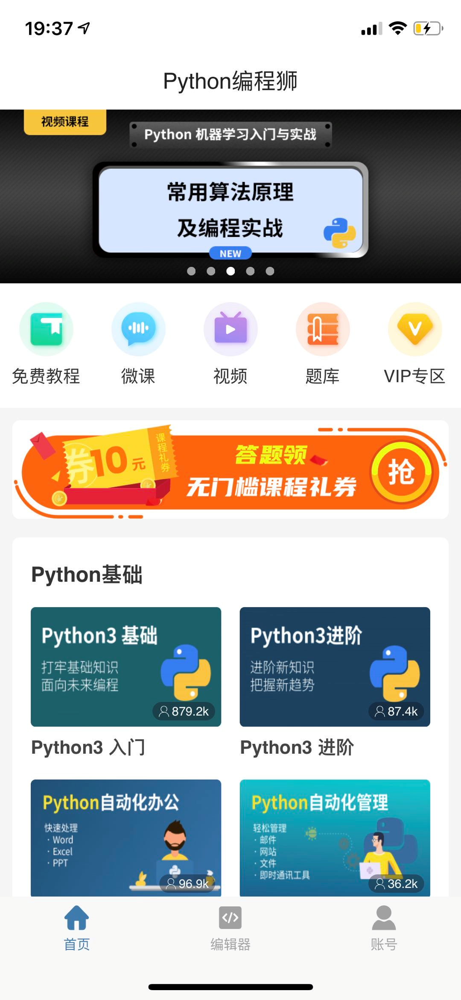 19:37
Python编程狮
视频课程
Python 机器学习入门与实战
常用算法原理
及编程实战
NEW
免费教程
微课
视频
题库
VIP专区
券10元
课程礼券
答题领
无门槛课程礼券
抢
Python基础
Python3 基础
打牢基础知识
面向未来编程
879.2k
Python3进阶
进阶新知识
把握新趋势
87.4k
Python3 入门
Python3 进阶
Python自动化办公
快速处理
· Word
· Excel
· PPT
96.9k
Python自动化管理
轻松管理
· 邮件
· 网站
· 文件
· 即时通讯工具
36.2k
首页
编辑器
账号